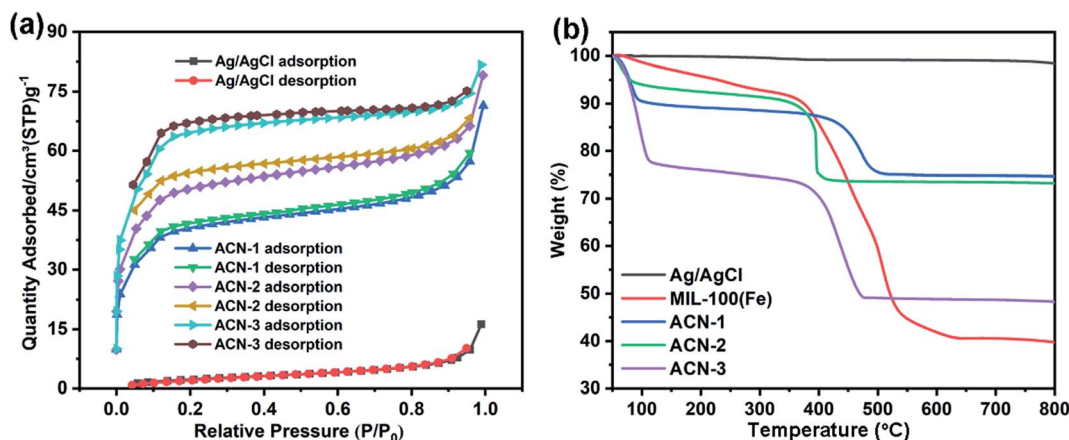 (a)
Quantity Adsorbed/cm³(STP)g⁻¹
90
75
60
45
30
15
0
Ag/AgCl adsorption
Ag/AgCl desorption
ACN-1 adsorption
ACN-1 desorption
ACN-2 adsorption
ACN-2 desorption
ACN-3 adsorption
ACN-3 desorption
0.0 0.2 0.4 0.6 0.8 1.0
Relative Pressure (P/P₀)
(b)
Weight (%)
100
90
80
70
60
50
40
30
Ag/AgCl
MIL-100(Fe)
ACN-1
ACN-2
ACN-3
100 200 300 400 500 600 700 800
Temperature (°C)